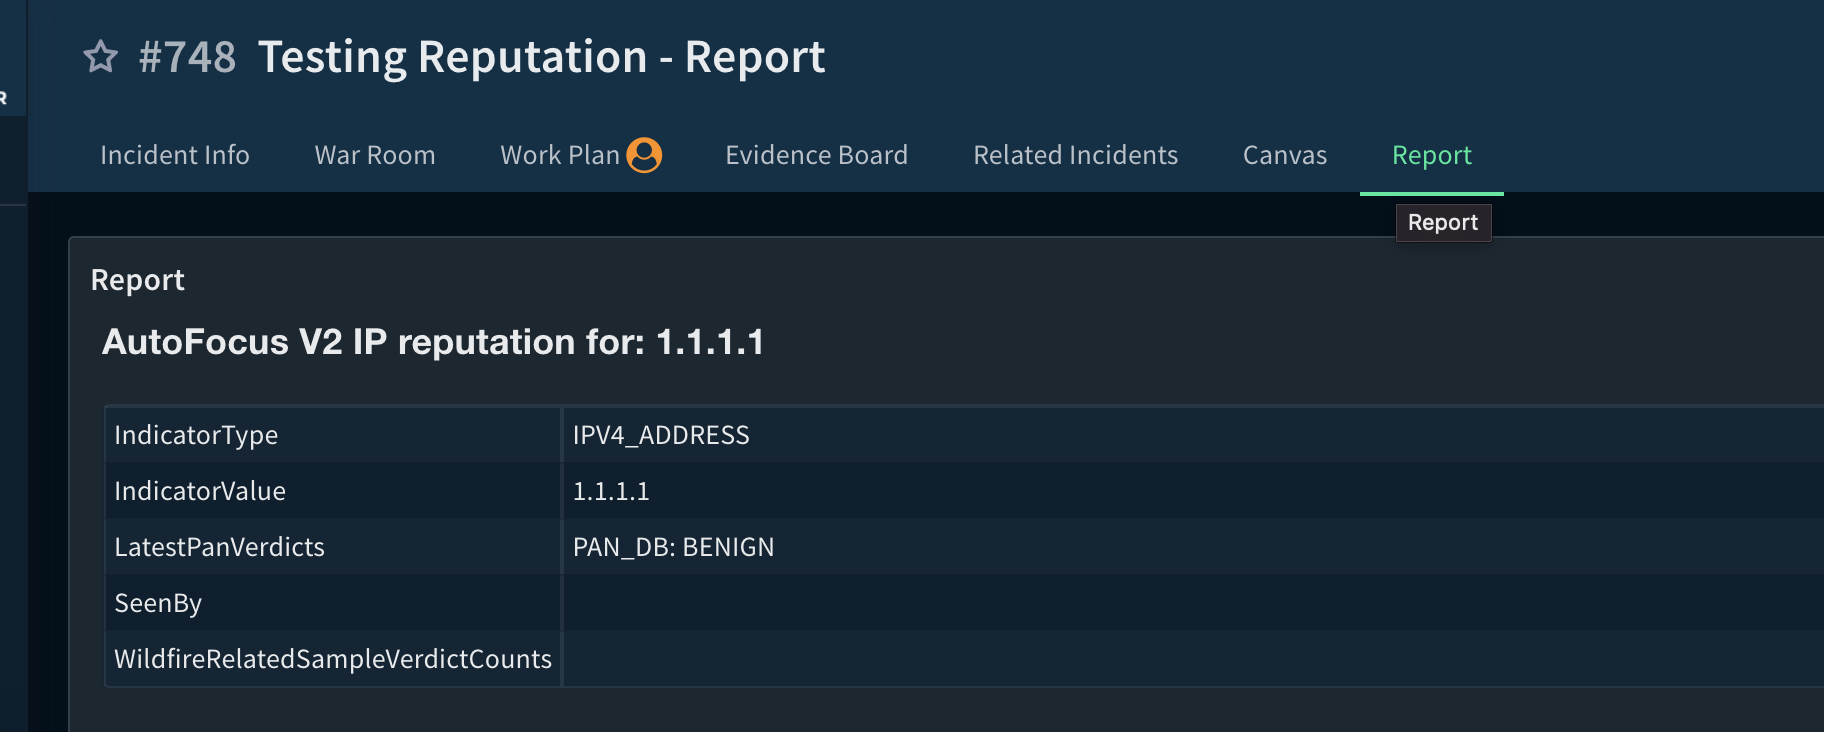 #748 Testing Reputation - Report
R
Incident Info War Room Work Plan Evidence Board Related Incidents Canvas Report
Report
Report
AutoFocus V2 IP reputation for: 1.1.1.1
IndicatorType IPV4_ADDRESS
IndicatorValue 1.1.1.1
LatestPanVerdicts PAN_DB: BENIGN
SeenBy
WildfireRelatedSampleVerdictCounts